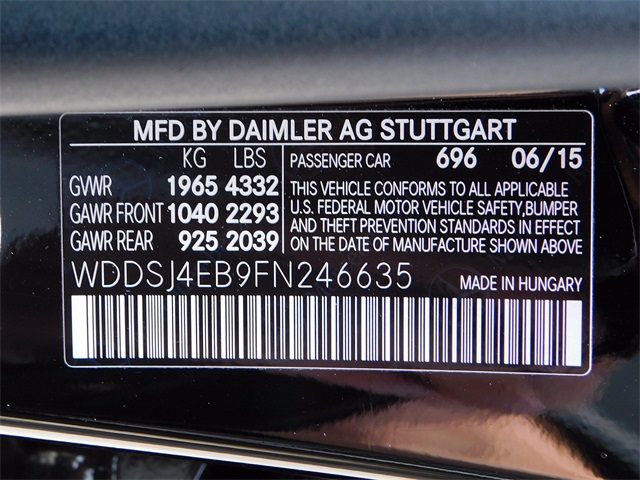 MFD BY DAIMLER AG STUTTGART
KG LBS
GVWR 1965 4332
GAWR FRONT 1040 2293
GAWR REAR 925 2039
PASSENGER CAR 696 06/15
THIS VEHICLE CONFORMS TO ALL APPLICABLE
U.S. FEDERAL MOTOR VEHICLE SAFETY,BUMPER
AND THEFT PREVENTION STANDARDS IN EFFECT
ON THE DATE OF MANUFACTURE SHOWN ABOVE
WDDSJ4EB9FN246635 MADE IN HUNGARY